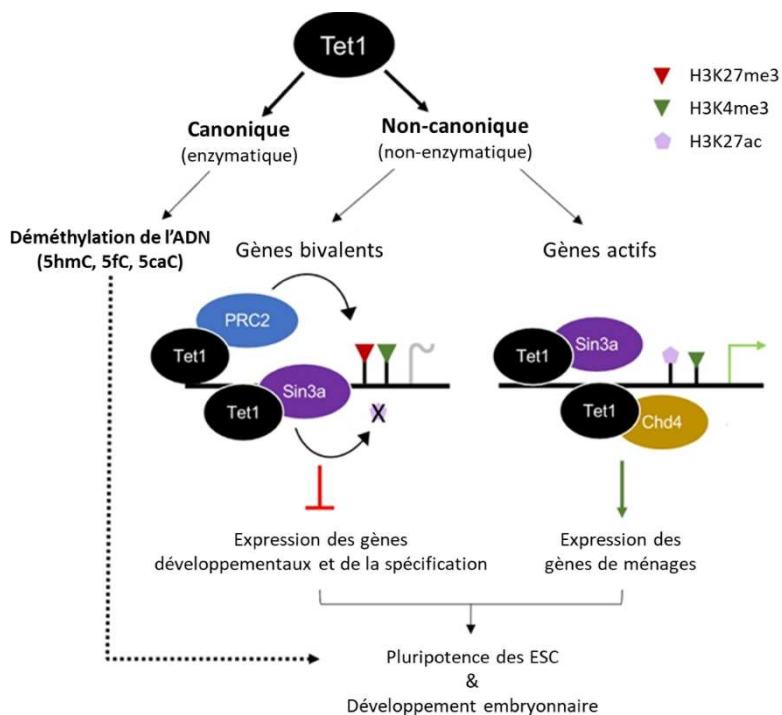 Tet1
H3K27me3
H3K4me3
H3K27ac
Canonique
(enzymatique)
Non-canonique
(non-enzymatique)
Déméthylation de l'ADN
(5hmC, 5fC, 5caC)
Gènes bivalents
Gènes actifs
PRC2
Tet1
Sin3a
Tet1
X
Sin3a
Tet1
Tet1
Chd4
Expression des gènes
développementaux et de la spécification
Expression des
gènes de ménages
Pluripotence des ESC
&
Développement embryonnaire